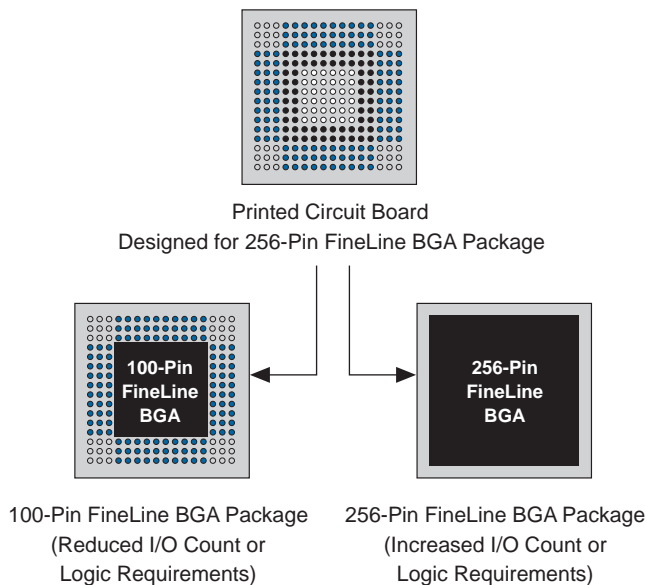 Printed Circuit Board
Designed for 256-Pin FineLine BGA Package
100-Pin
FineLine
BGA
256-Pin
FineLine
BGA
100-Pin FineLine BGA Package
(Reduced I/O Count or
Logic Requirements)
256-Pin FineLine BGA Package
(Increased I/O Count or
Logic Requirements)